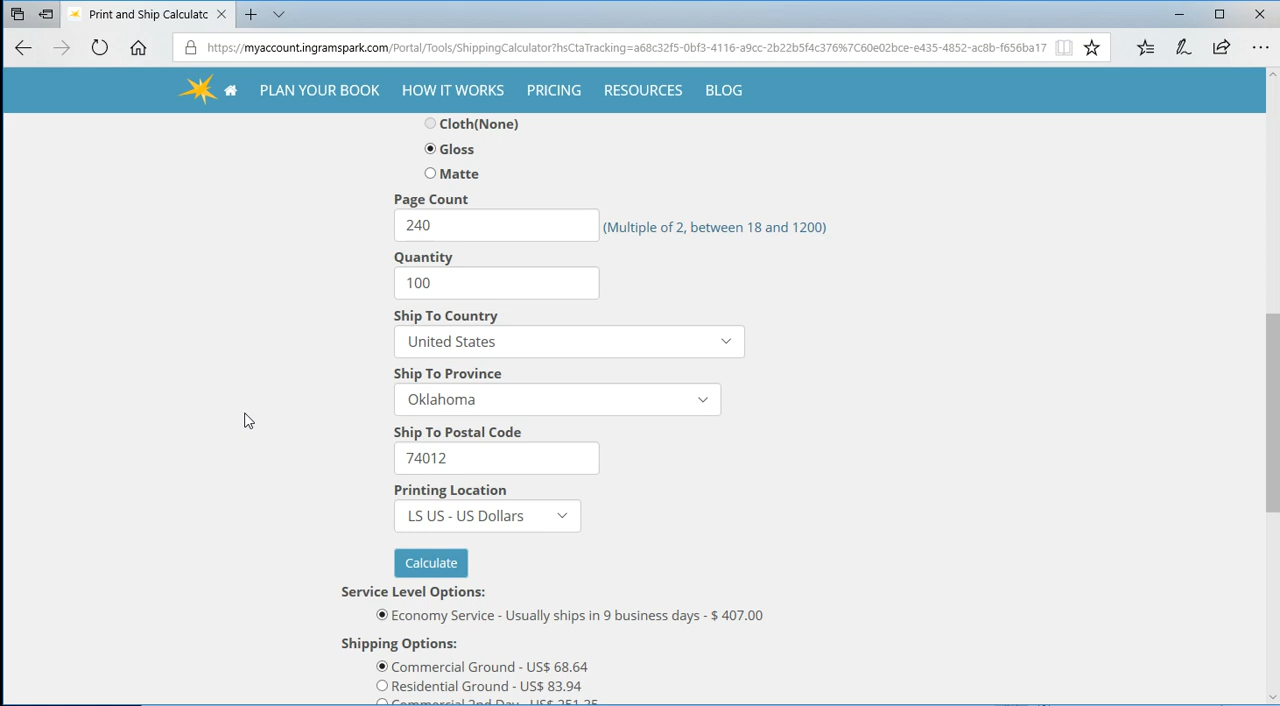 Print and Ship Calculatc
https://myaccount.ingramspark.com/Portal/Tools/ShippingCalculator?hsCtaTracking=a68c32f5-0bf3-4116-a9cc-2b22b5f4c376%7C60e02bce-e435-4852-ac8b-f656ba17
PLAN YOUR BOOK HOW IT WORKS PRICING RESOURCES BLOG
Cloth(None)
Gloss
Matte
Page Count
240 (Multiple of 2, between 18 and 1200)
Quantity
100
Ship To Country
United States
Ship To Province
Oklahoma
Ship To Postal Code
74012
Printing Location
LS US - US Dollars
Calculate
Service Level Options:
Economy Service - Usually ships in 9 business days - $ 407.00
Shipping Options:
Commercial Ground - US$ 68.64
Residential Ground - US$ 83.94
Commercial 2nd Day - US$ 251.35